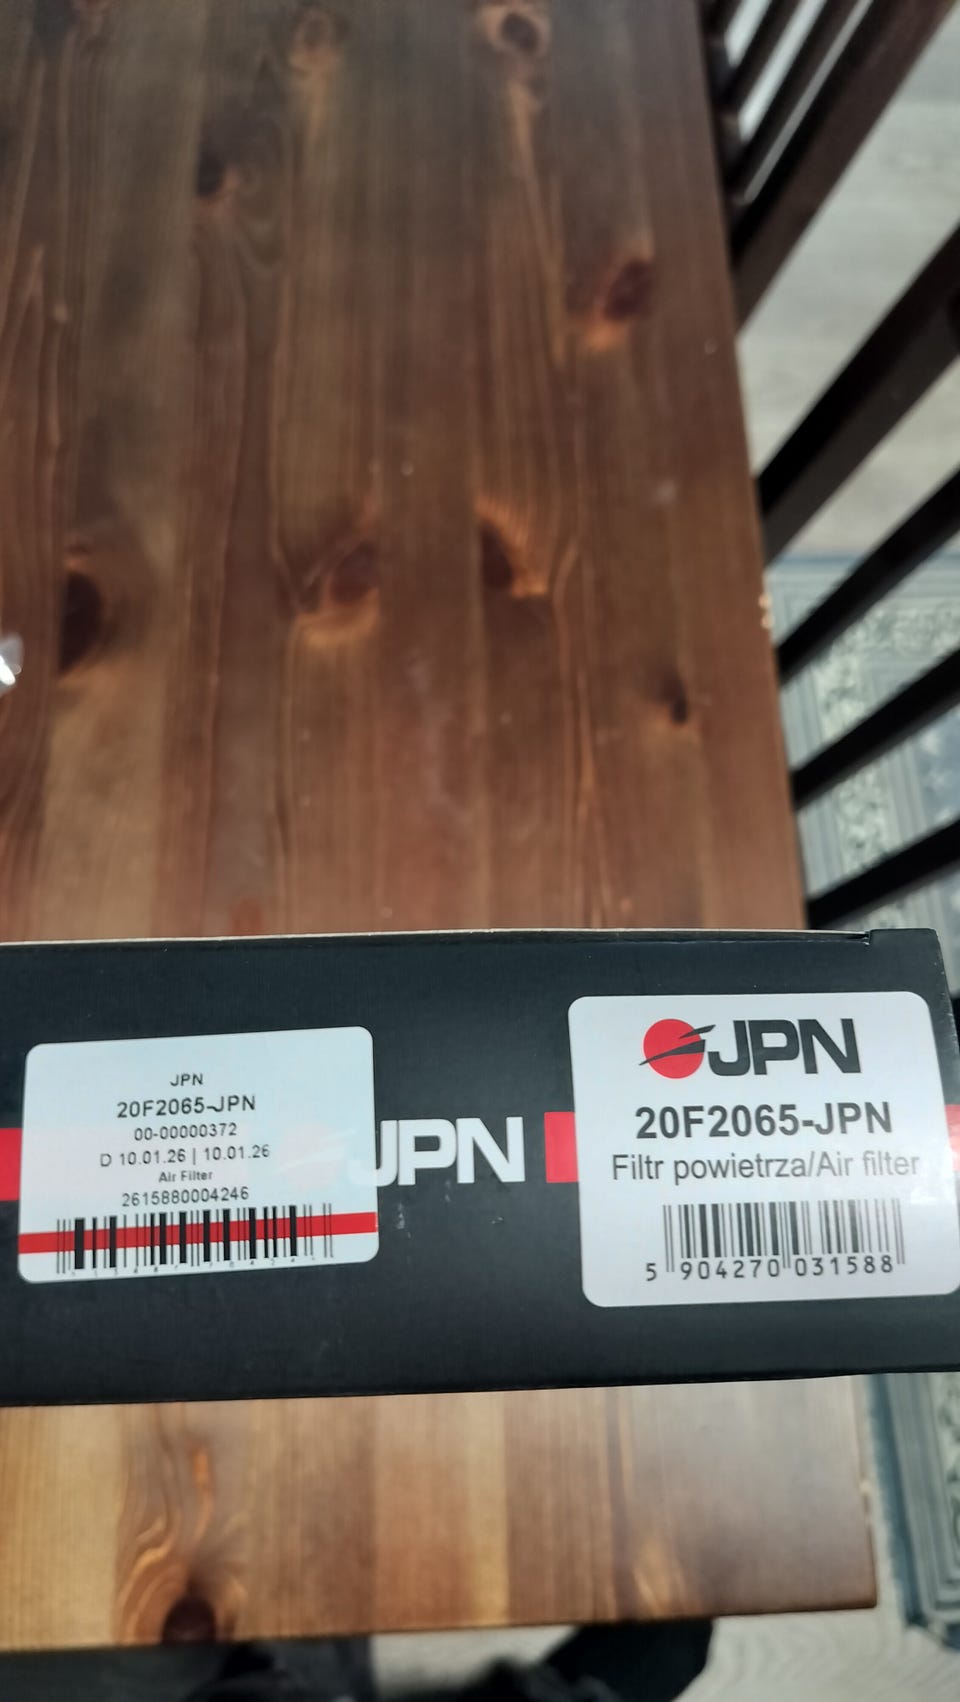 JPN
20F2065-JPN
00-00000372
D 10.01.26 | 10.01.26
Air Filter
2615880004246
JPN
JPN
20F2065-JPN
Filtr powietrza/Air filter
5 904270 031588